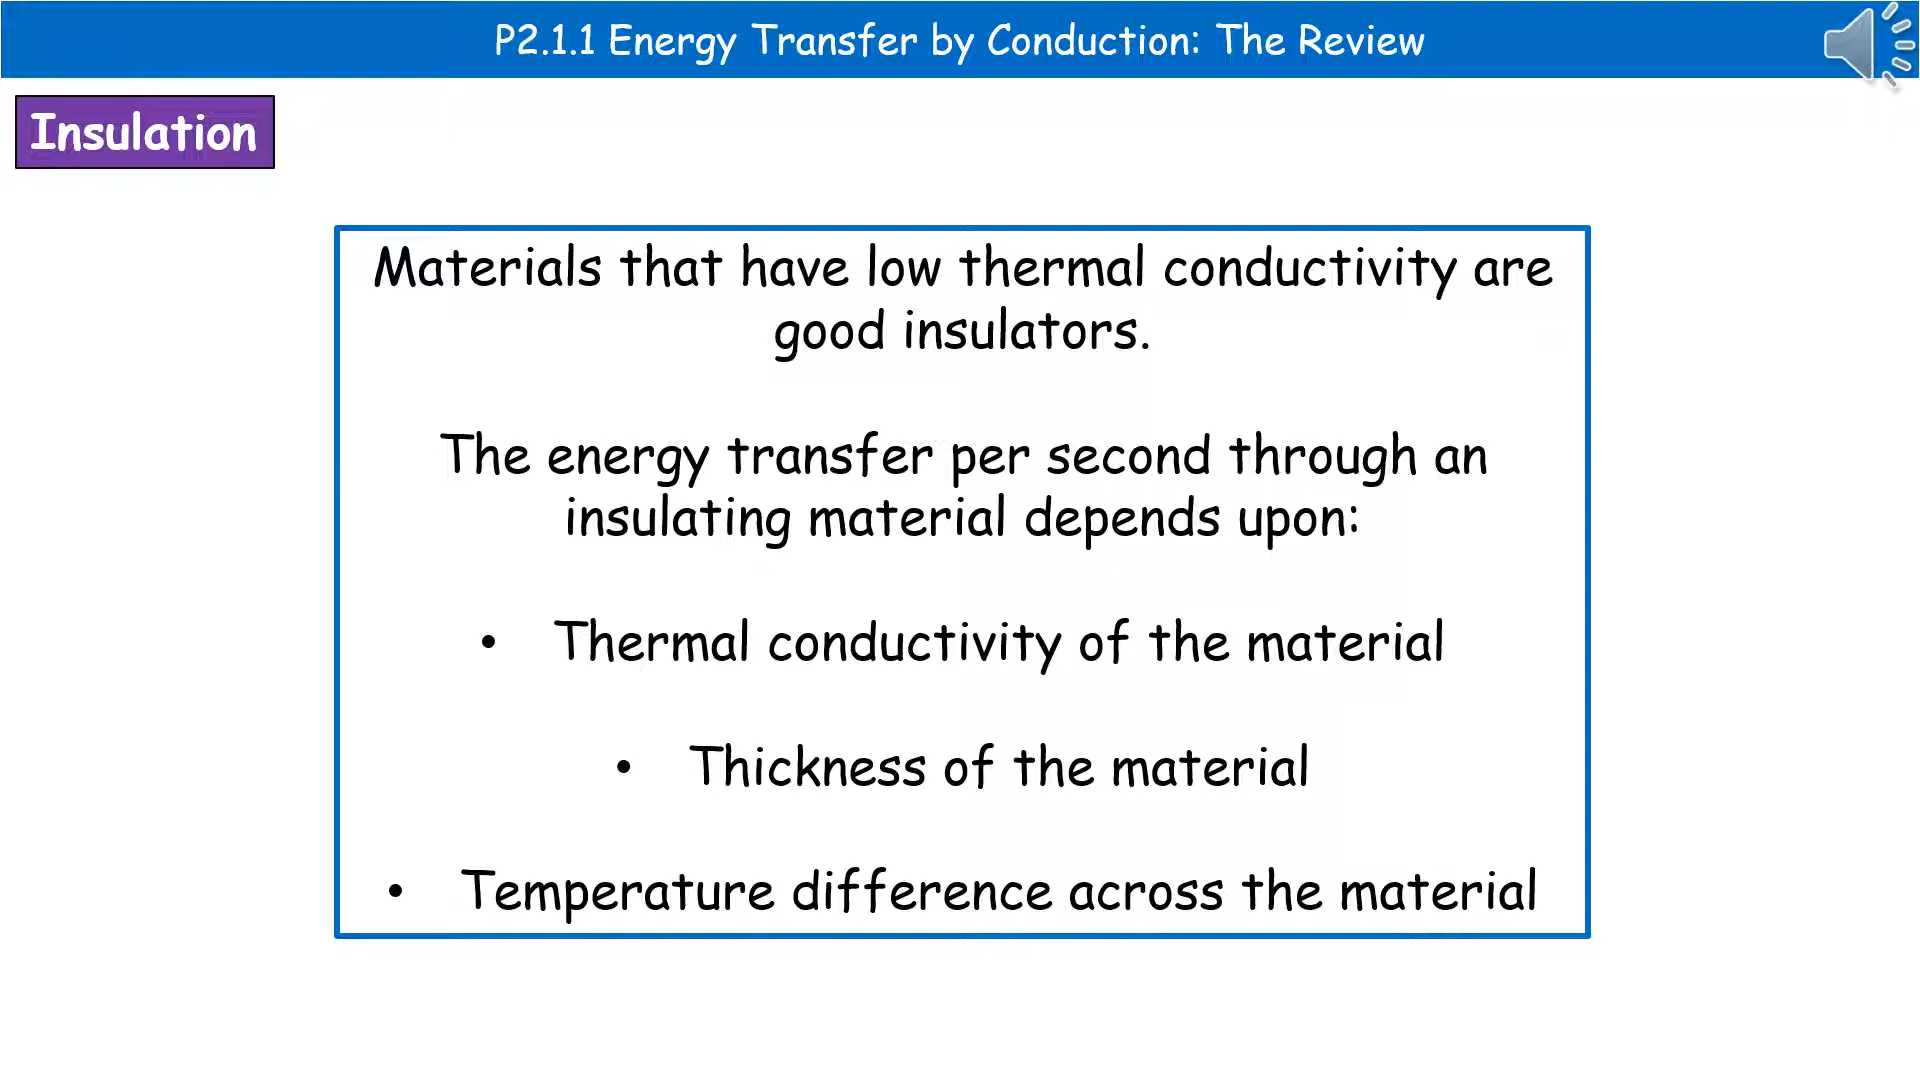 P2.1.1 Energy Transfer by Conduction: The Review
Insulation
Materials that have low thermal conductivity are
good insulators.
The energy transfer per second through an
insulating material depends upon:
• Thermal conductivity of the material
• Thickness of the material
• Temperature difference across the material